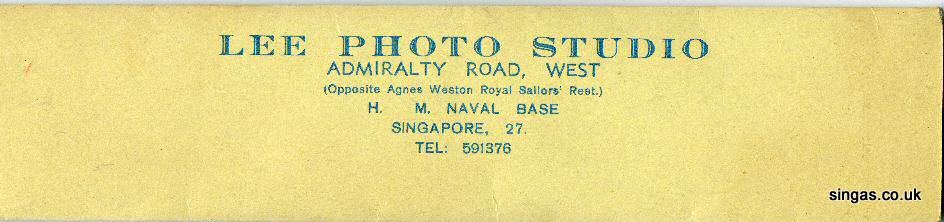 LEE PHOTO STUDIO
ADMIRALTY ROAD, WEST
(Opposite Agnes Weston Royal Sailors' Rest.)
H. M. NAVAL BASE
SINGAPORE, 27.
TEL: 591376
singas.co.uk